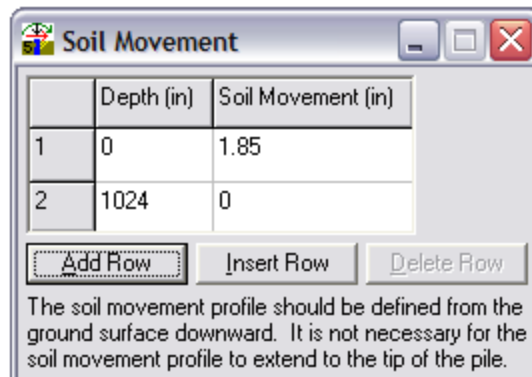 Soil Movement
Depth (in) Soil Movement (in)
1 0 1.85
2 1024 0
Add Row Insert Row Delete Row
The soil movement profile should be defined from the
ground surface downward. It is not necessary for the
soil movement profile to extend to the tip of the pile.